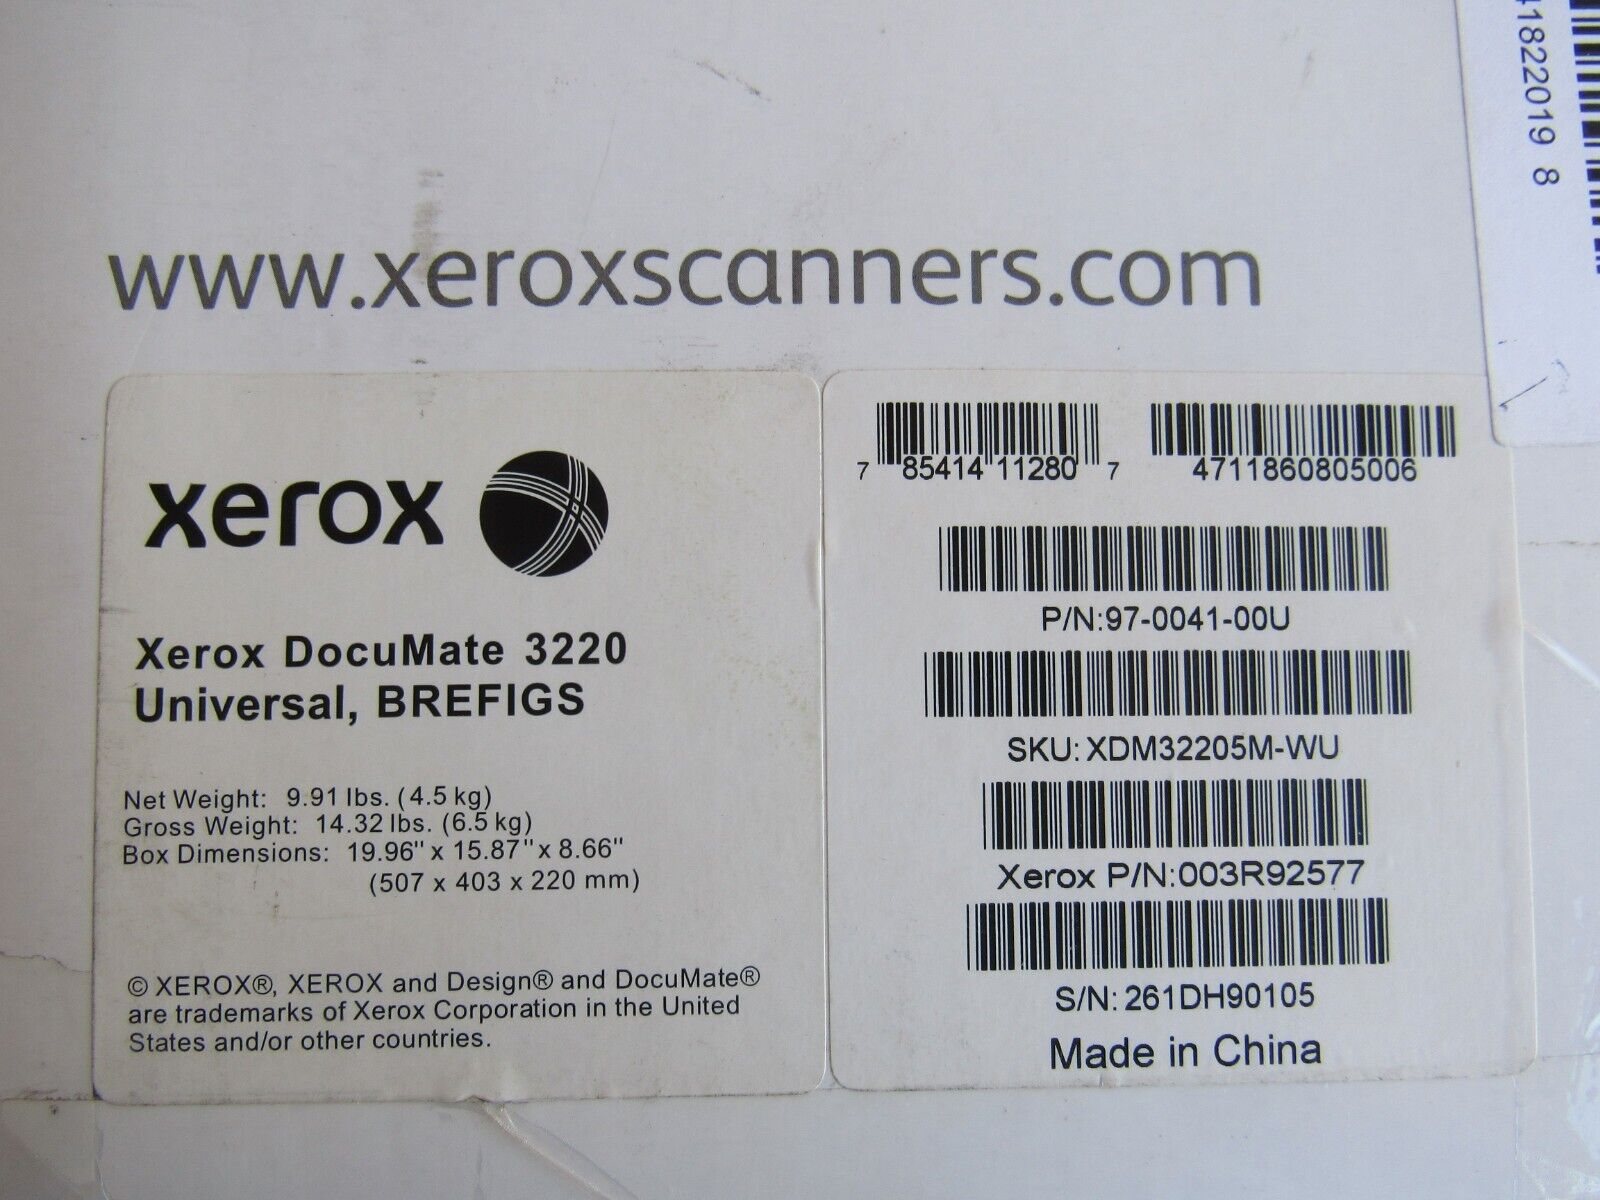 41822019 8
www.xeroxscanners.com
xerox
Xerox DocuMate 3220
Universal, BREFIGS
Net Weight: 9.91 lbs. (4.5 kg)
Gross Weight: 14.32 lbs. (6.5 kg)
Box Dimensions: 19.96" x 15.87" x 8.66"
(507 x 403 x 220 mm)
© XEROX®, XEROX and Design® and DocuMate®
are trademarks of Xerox Corporation in the United
States and/or other countries.
7 85414 11280 7
4711860805006
P/N:97-0041-00U
SKU: XDM32205M-WU
Xerox P/N:003R92577
S/N: 261DH90105
Made in China